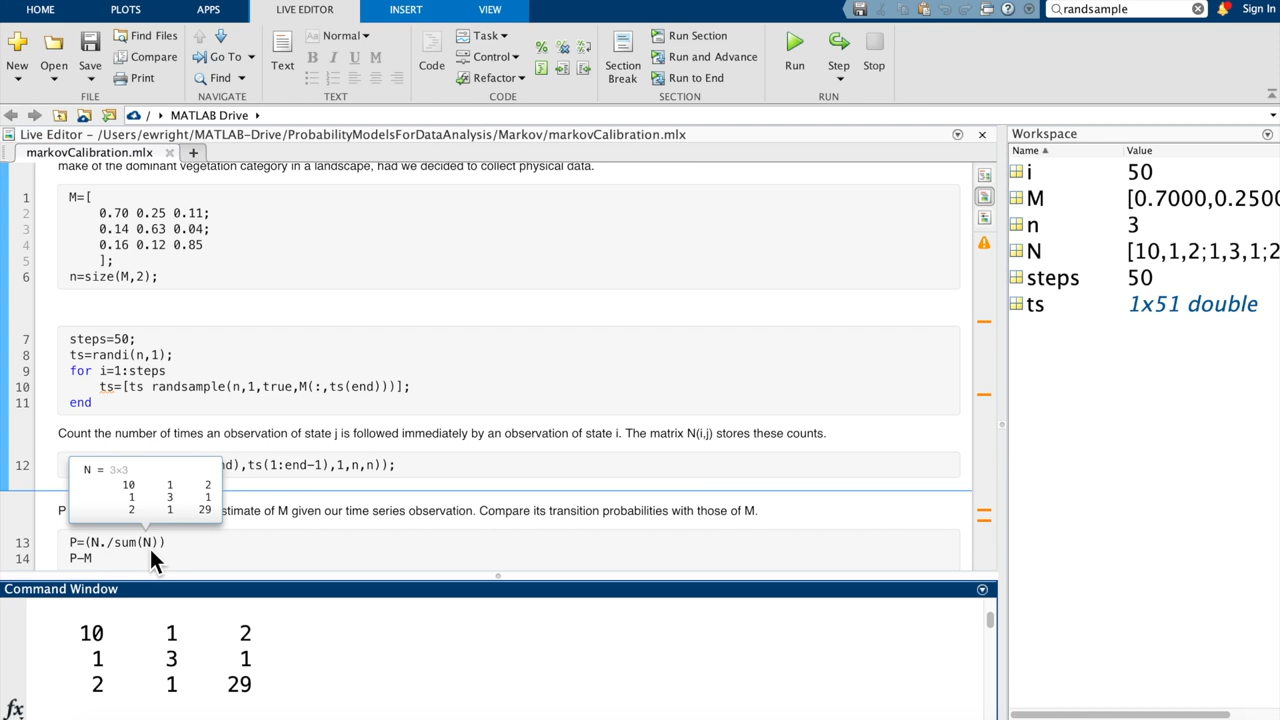 HOME PLOTS APPS LIVE EDITOR INSERT VIEW randsample Sign In
New Open Save Find Files Compare Print
Go To Find
Text Normal B I U M
Code Task Control Refactor
Section Break Run Section Run and Advance Run to End
Run Step Stop
FILE NAVIGATE TEXT CODE SECTION RUN
/ MATLAB Drive
Live Editor - /Users/ewright/MATLAB-Drive/ProbabilityModelsForDataAnalysis/Markov/markovCalibration.mlx
markovCalibration.mlx
make of the dominant vegetation category in a landscape, had we decided to collect physical data.
1 M=[
2 0.70 0.25 0.11;
3 0.14 0.63 0.04;
4 0.16 0.12 0.85
5 ];
6 n=size(M,2);
7 steps=50;
8 ts=randi(n,1);
9 for i=1:steps
10 ts=[ts randsample(n,1,true,M(:,ts(end)))];
11 end
Count the number of times an observation of state j is followed immediately by an observation of state i. The matrix N(i,j) stores these counts.
12 nd),ts(1:end-1),1,n,n));
N = 3×3
10 1 2
1 3 1
2 1 29
P stimate of M given our time series observation. Compare its transition probabilities with those of M.
13 P=(N./sum(N))
14 P-M
Command Window
10 1 2
1 3 1
2 1 29
fx
Workspace
Name Value
i 50
M [0.7000,0.2500
n 3
N [10,1,2;1,3,1;2
steps 50
ts 1x51 double